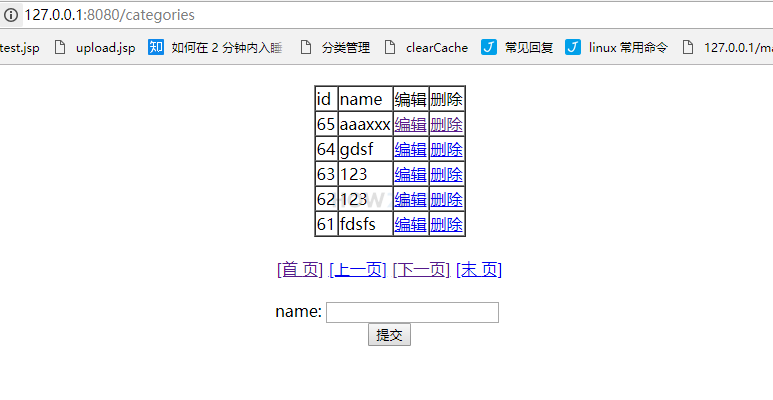 127.0.0.1:8080/categories
test.jsp upload.jsp 知 如何在 2 分钟内入睡 分类管理 clearCache J 常见回复 J linux 常用命令 127.0.0.1/ma
id name 编辑 删除
65 aaaxxx 编辑 删除
64 gdsf 编辑 删除
63 123 编辑 删除
62 123 编辑 删除
61 fdsfs 编辑 删除
[首 页] [上一页] [下一页] [末 页]
name:
提交